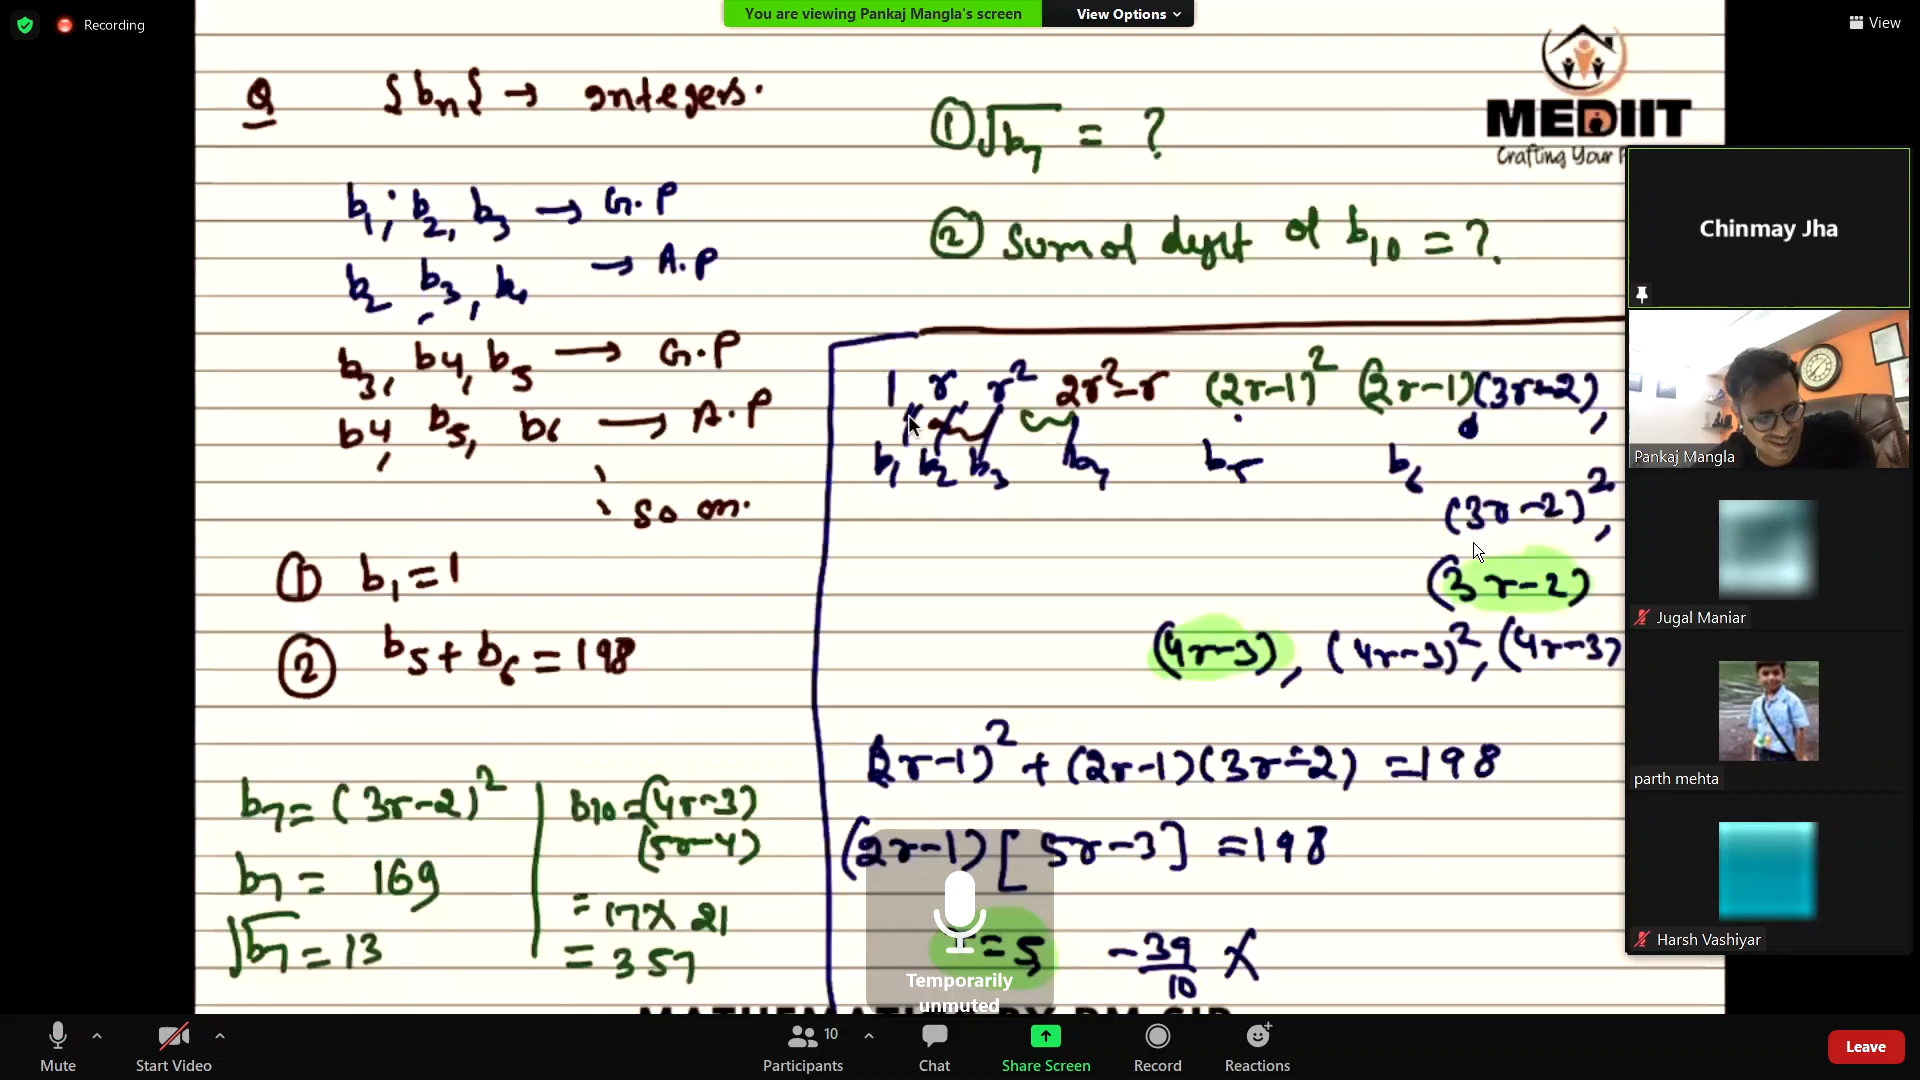 You are viewing Pankaj Mangla's screen
View Options
Recording
View
Q {bn} → integers.
b₁, b₂, b₃ → G.P
b₂, b₃, b₄ → A.P
b₃, b₄, b₅ → G.P
b₄, b₅, b₆ → A.P
so on.
① b₁ = 1
② b₅ + b₆ = 198
b₇ = (3r-2)²
b₇ = 169
√b₇ = 13
b10 = (4r-3)
(5r-4)
= 17 x 21
= 357
① √b₇ = ?
② Sum of digit of b₁₀ = ?
MEDIIT
1 r r² 2r²-r (2r-1)² (2r-1)(3r-2),
b₁ b₂ b₃ b₄ b₅ b₆
(3r-2)²,
(3r-2)
(4r-3), (4r-3)², (4r-3)
(2r-1)² + (2r-1)(3r-2) = 198
(2r-1)[5r-3] = 198
= 5 -39/10 X
Temporarily
unmuted
Chinmay Jha
Pankaj Mangla
Jugal Maniar
parth mehta
Harsh Vashiyar
Mute
Start Video
Participants
10
Chat
Share Screen
Record
Reactions
Leave